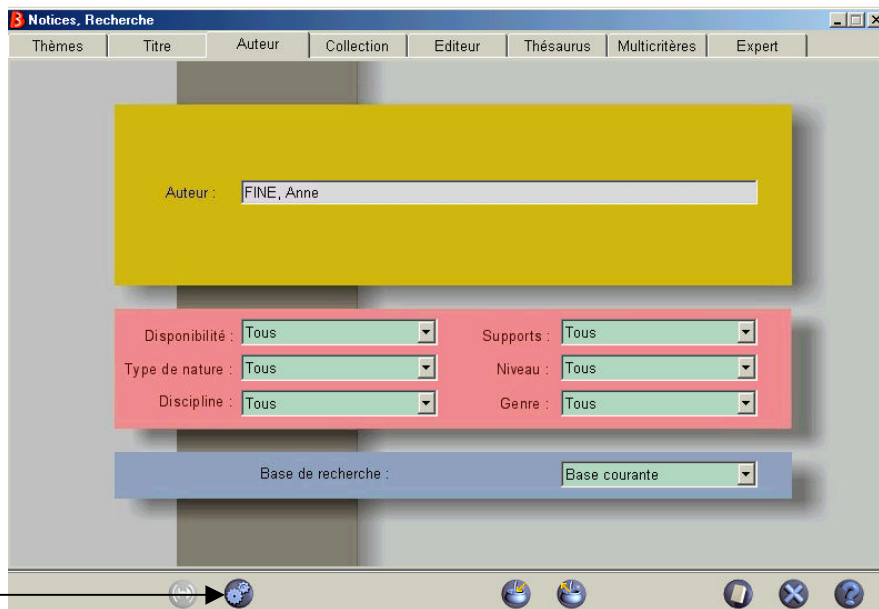 Notices, Recherche
Thèmes Titre Auteur Collection Editeur Thésaurus Multicritères Expert
Auteur : FINE, Anne
Disponibilité : Tous Supports : Tous
Type de nature : Tous Niveau : Tous
Discipline : Tous Genre : Tous
Base de recherche : Base courante